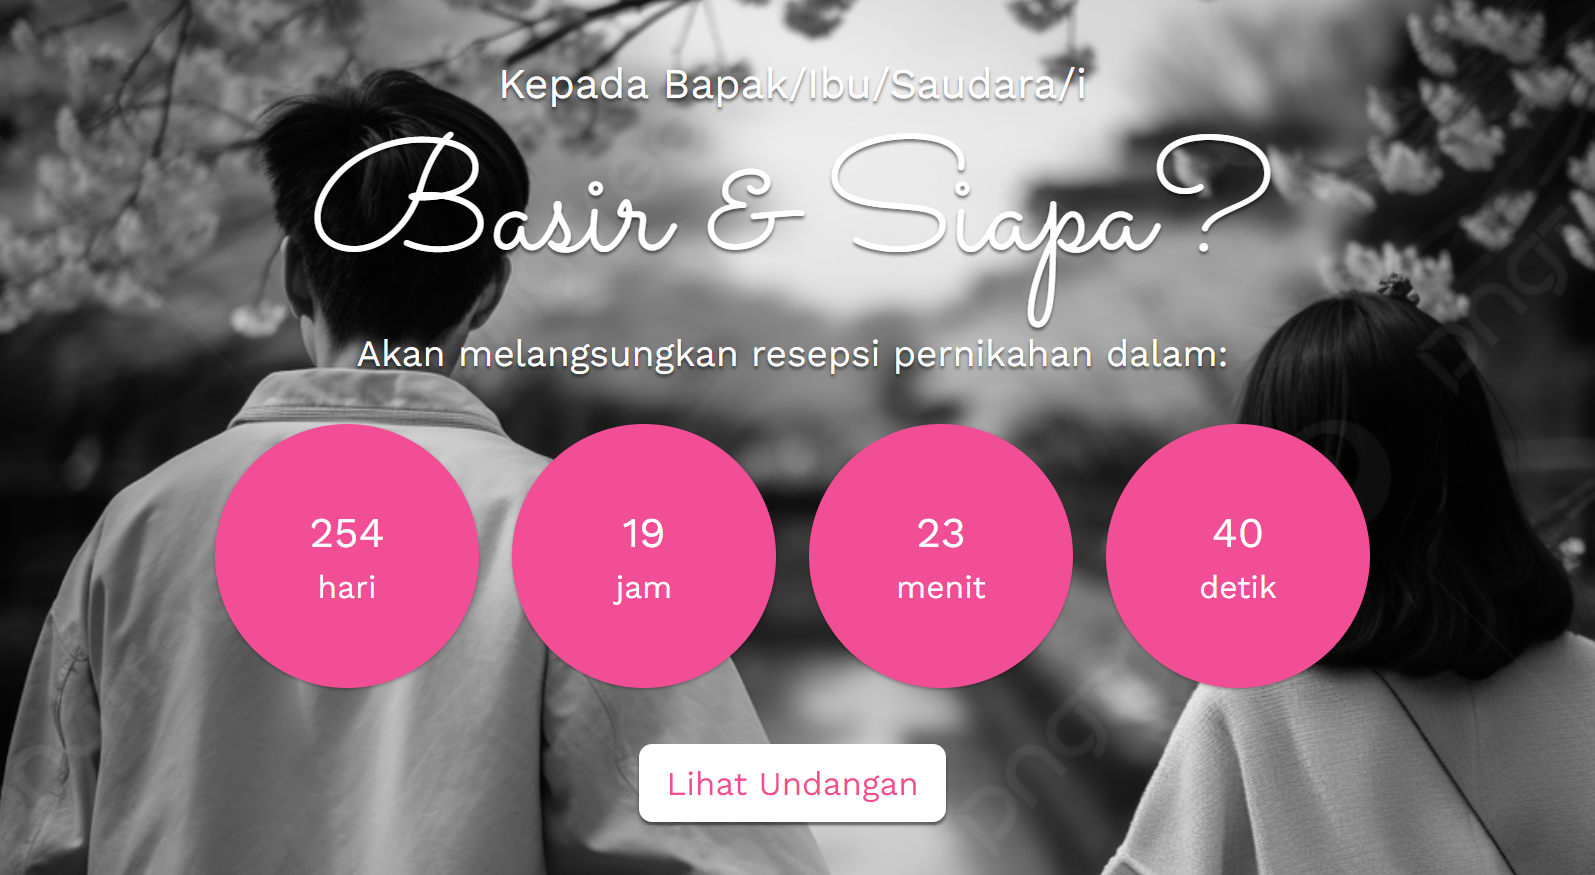 Kepada Bapak/Ibu/Saudara/i
Basir & Siapa?
Akan melangsungkan resepsi pernikahan dalam:
254
hari
19
jam
23
menit
40
detik
Lihat Undangan